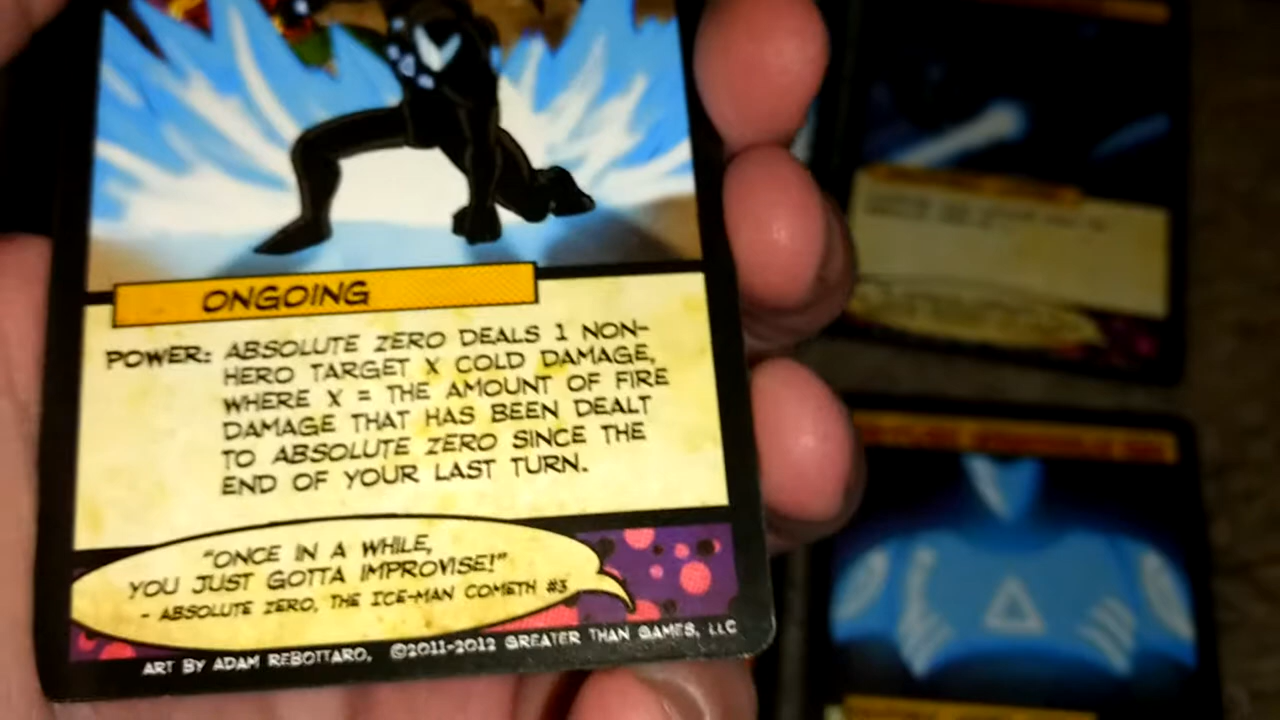 ONGOING
POWER: ABSOLUTE ZERO DEALS 1 NON-
HERO TARGET X COLD DAMAGE,
WHERE X = THE AMOUNT OF FIRE
DAMAGE THAT HAS BEEN DEALT
TO ABSOLUTE ZERO SINCE THE
END OF YOUR LAST TURN.
"ONCE IN A WHILE,
YOU JUST GOTTA IMPROVISE!"
- ABSOLUTE ZERO, THE ICE-MAN COMETH #3
ART BY ADAM REBOTTARO, ©2011-2012 GREATER THAN GAMES, LLC